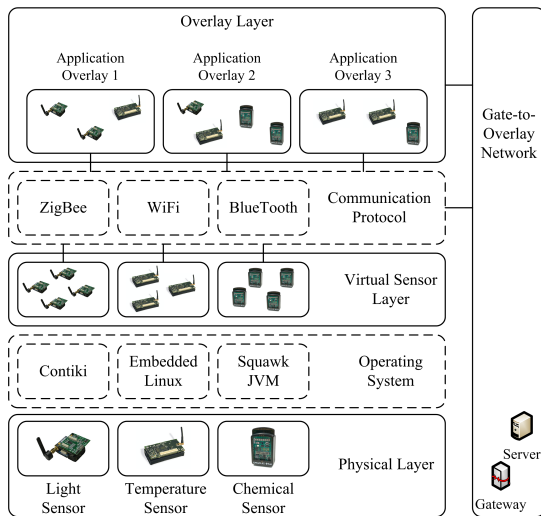 Overlay Layer
Application
Overlay 1
Application
Overlay 2
Application
Overlay 3
Gate-to-
Overlay
Network
ZigBee
WiFi
BlueTooth
Communication
Protocol
Virtual Sensor
Layer
Contiki
Embedded
Linux
Squawk
JVM
Operating
System
Physical Layer
Light
Sensor
Temperature
Sensor
Chemical
Sensor
Server
Gateway